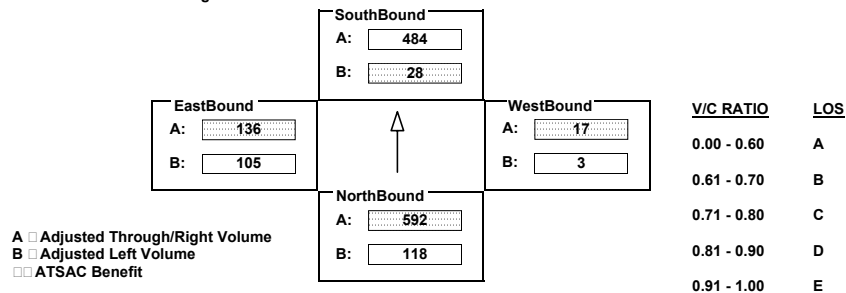 SouthBound
A: 484
B: 28
EastBound
A: 136
B: 105
WestBound
A: 17
B: 3
NorthBound
A: 592
B: 118
A □ Adjusted Through/Right Volume
B □ Adjusted Left Volume
□□ ATSAC Benefit
V/C RATIO LOS
0.00 - 0.60 A
0.61 - 0.70 B
0.71 - 0.80 C
0.81 - 0.90 D
0.91 - 1.00 E